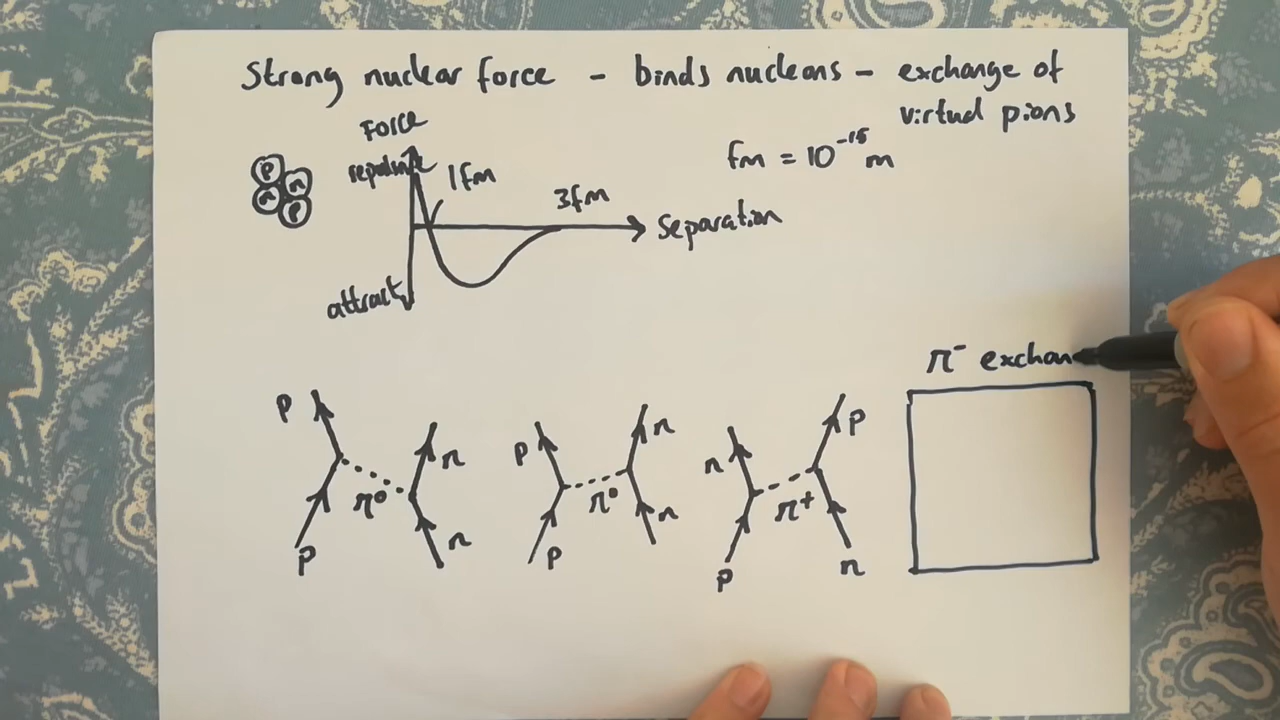 Strong nuclear force - binds nucleons - exchange of
virtual pions
Force
repulsive
1fm
fm = 10⁻¹⁵ m
3fm
Separation
attract
p n
n p
π⁻ exchan
p
n
π⁰
p
n
p
n
π⁰
p
n
n
p
π⁺
p
n